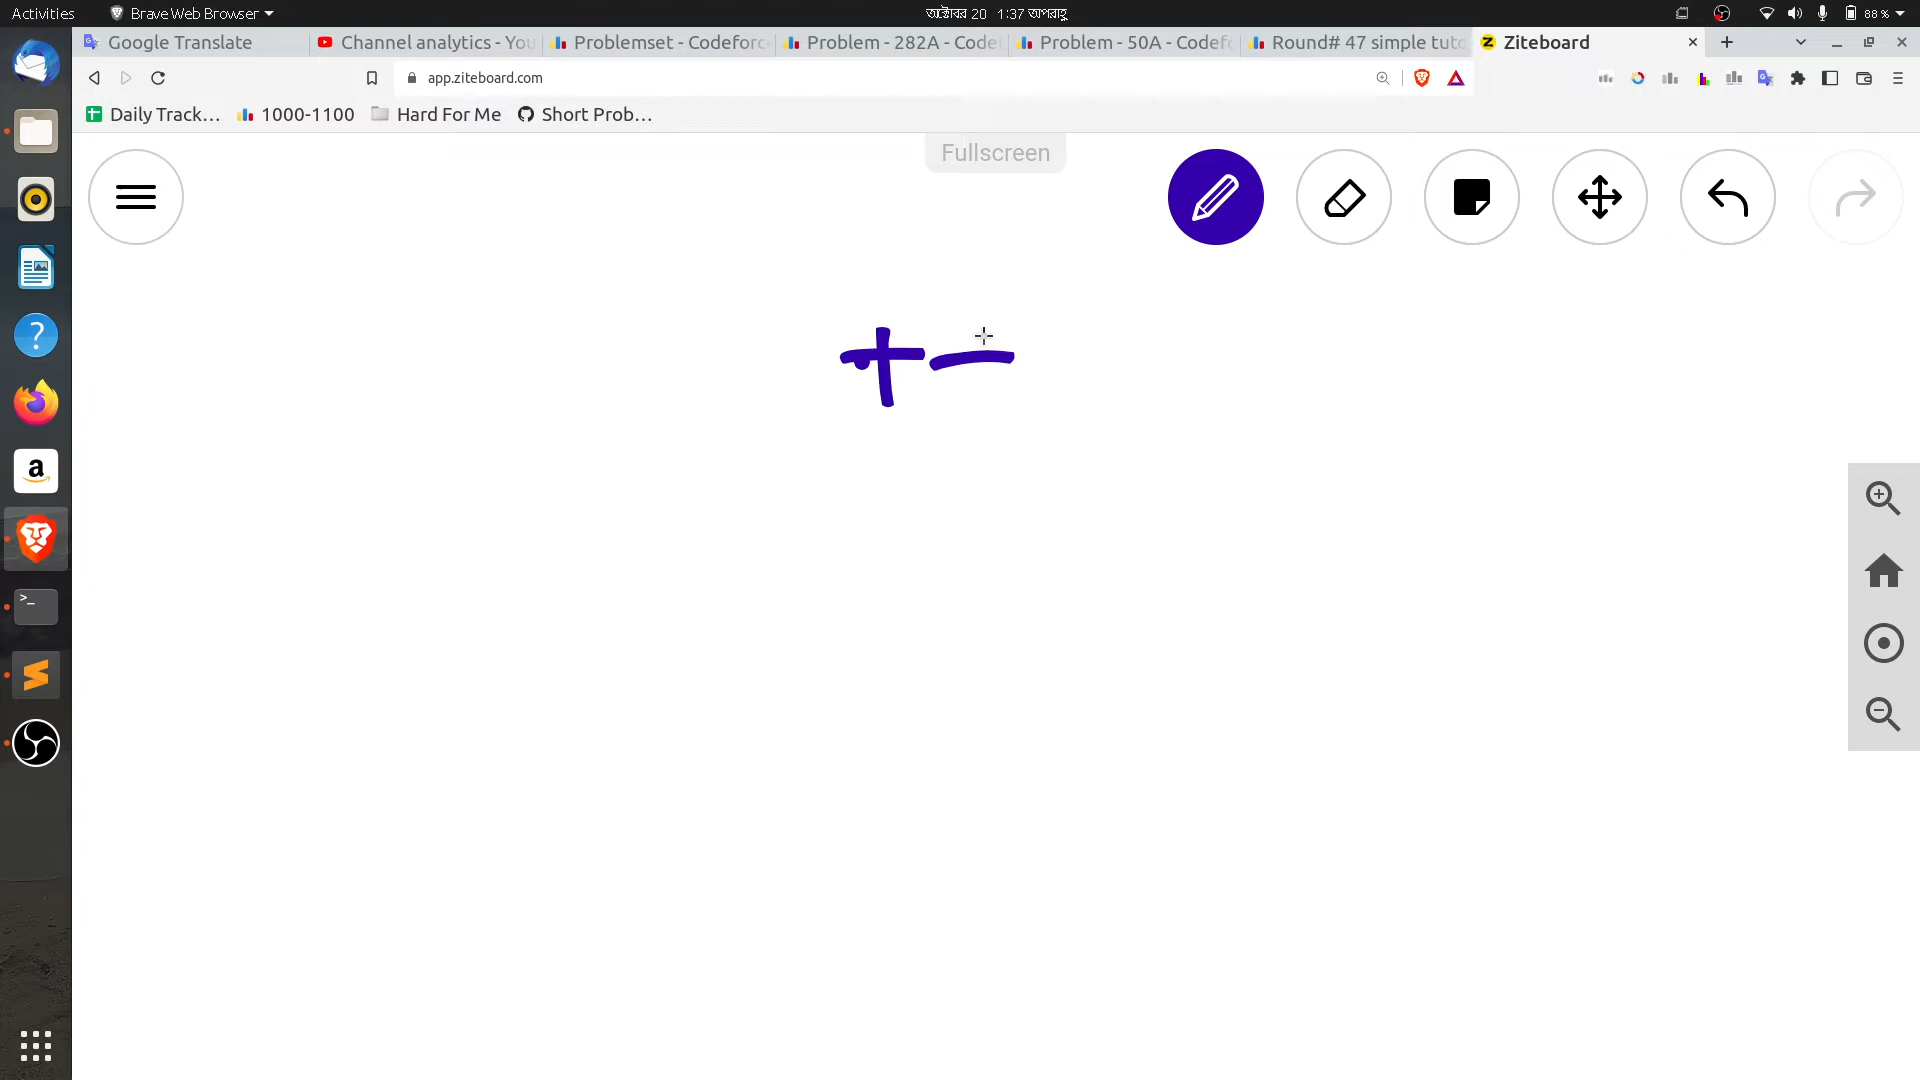 Activities Brave Web Browser অক্টোবর 20 1:37 অপরাহ্ণ 88 %
Google Translate Channel analytics - You Problemset - Codeforc Problem - 282A - Code Problem - 50A - Codef Round# 47 simple tuto Ziteboard
app.ziteboard.com
Daily Track... 1000-1100 Hard For Me Short Prob...
Fullscreen
+-